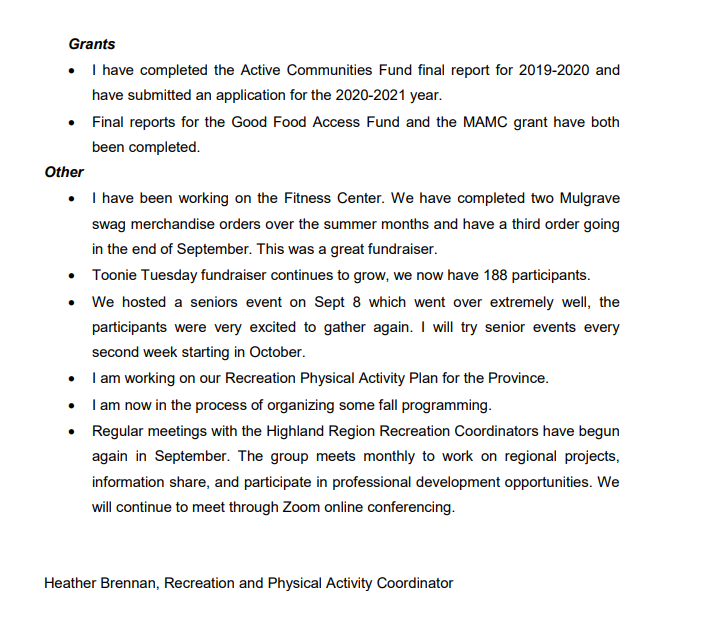 Grants
• I have completed the Active Communities Fund final report for 2019-2020 and
have submitted an application for the 2020-2021 year.
• Final reports for the Good Food Access Fund and the MAMC grant have both
been completed.
Other
• I have been working on the Fitness Center. We have completed two Mulgrave
swag merchandise orders over the summer months and have a third order going
in the end of September. This was a great fundraiser.
• Toonie Tuesday fundraiser continues to grow, we now have 188 participants.
• We hosted a seniors event on Sept 8 which went over extremely well, the
participants were very excited to gather again. I will try senior events every
second week starting in October.
• I am working on our Recreation Physical Activity Plan for the Province.
• I am now in the process of organizing some fall programming.
• Regular meetings with the Highland Region Recreation Coordinators have begun
again in September. The group meets monthly to work on regional projects,
information share, and participate in professional development opportunities. We
will continue to meet through Zoom online conferencing.
Heather Brennan, Recreation and Physical Activity Coordinator